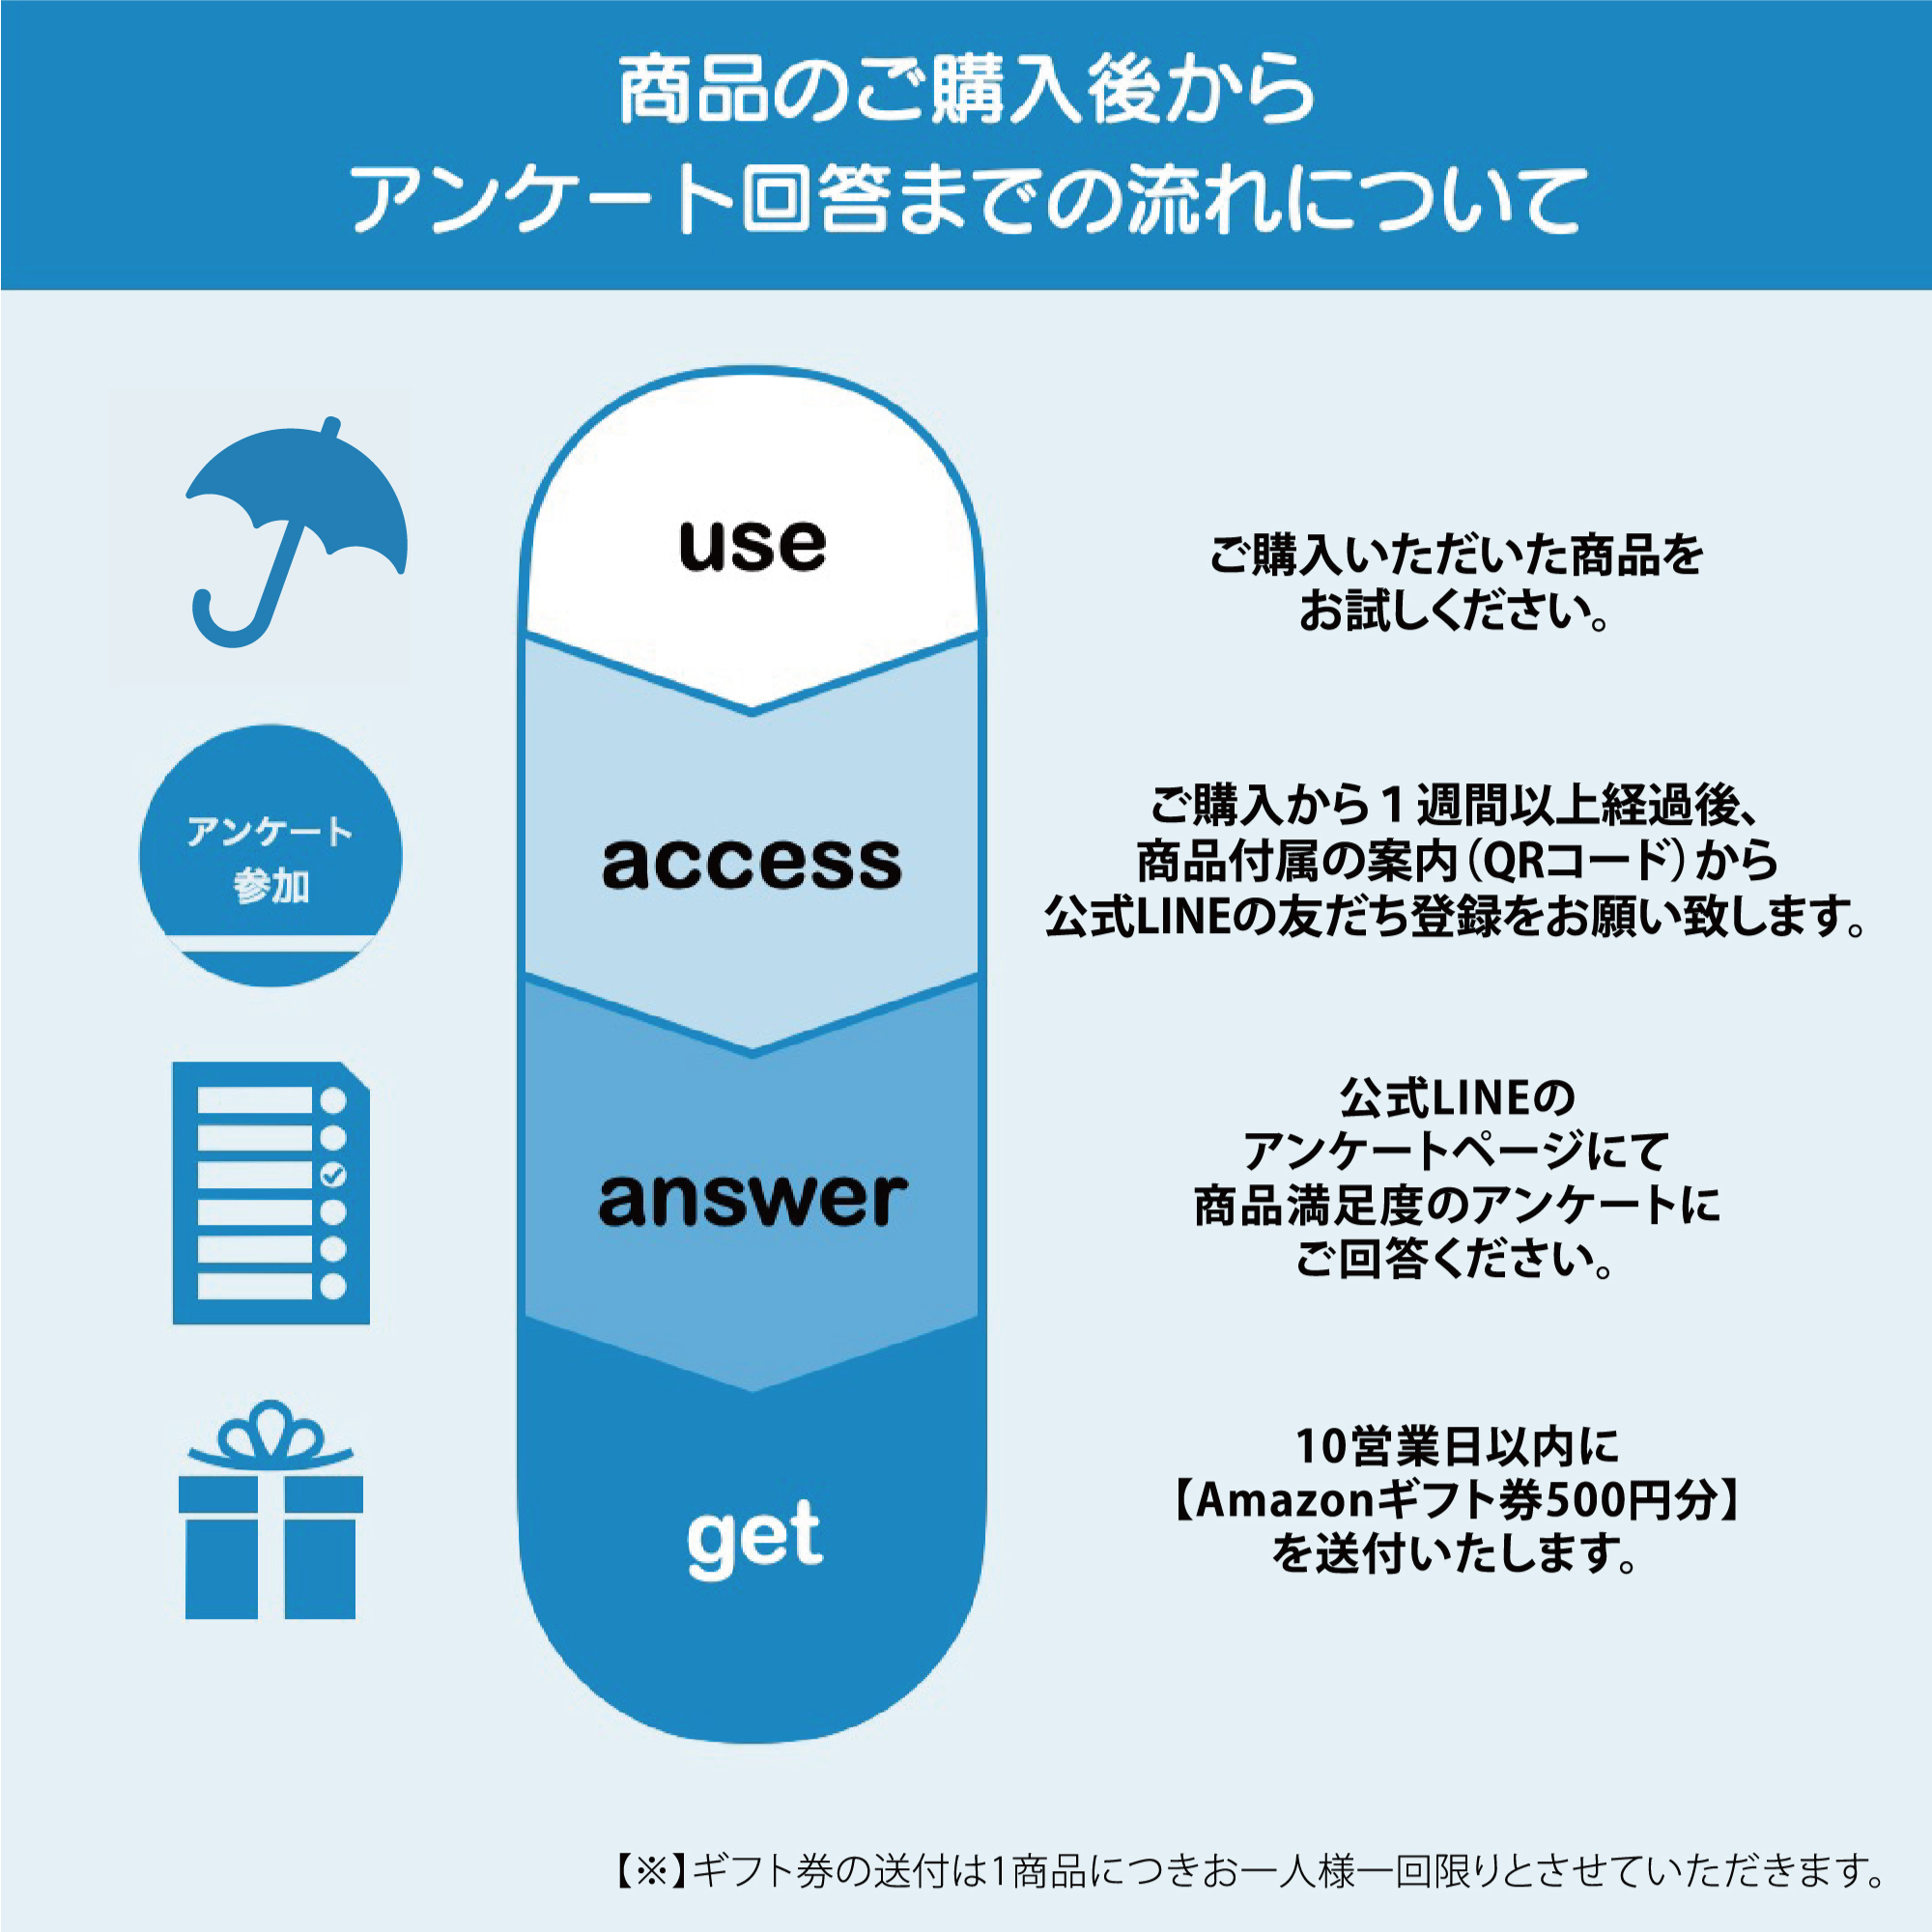 商品のご購入後から
アンケート回答までの流れについて
use
ご購入いただいた商品を
お試しください。
アンケート
参加
access
ご購入から1週間以上経過後、
商品付属の案内(QRコード)から
公式LINEの友だち登録をお願い致します。
answer
公式LINEの
アンケートページにて
商品満足度のアンケートに
ご回答ください。
get
10営業日以内に
【Amazonギフト券500円分】
を送付いたします。
【※】ギフト券の送付は1商品につきお一人様一回限りとさせていただきます。